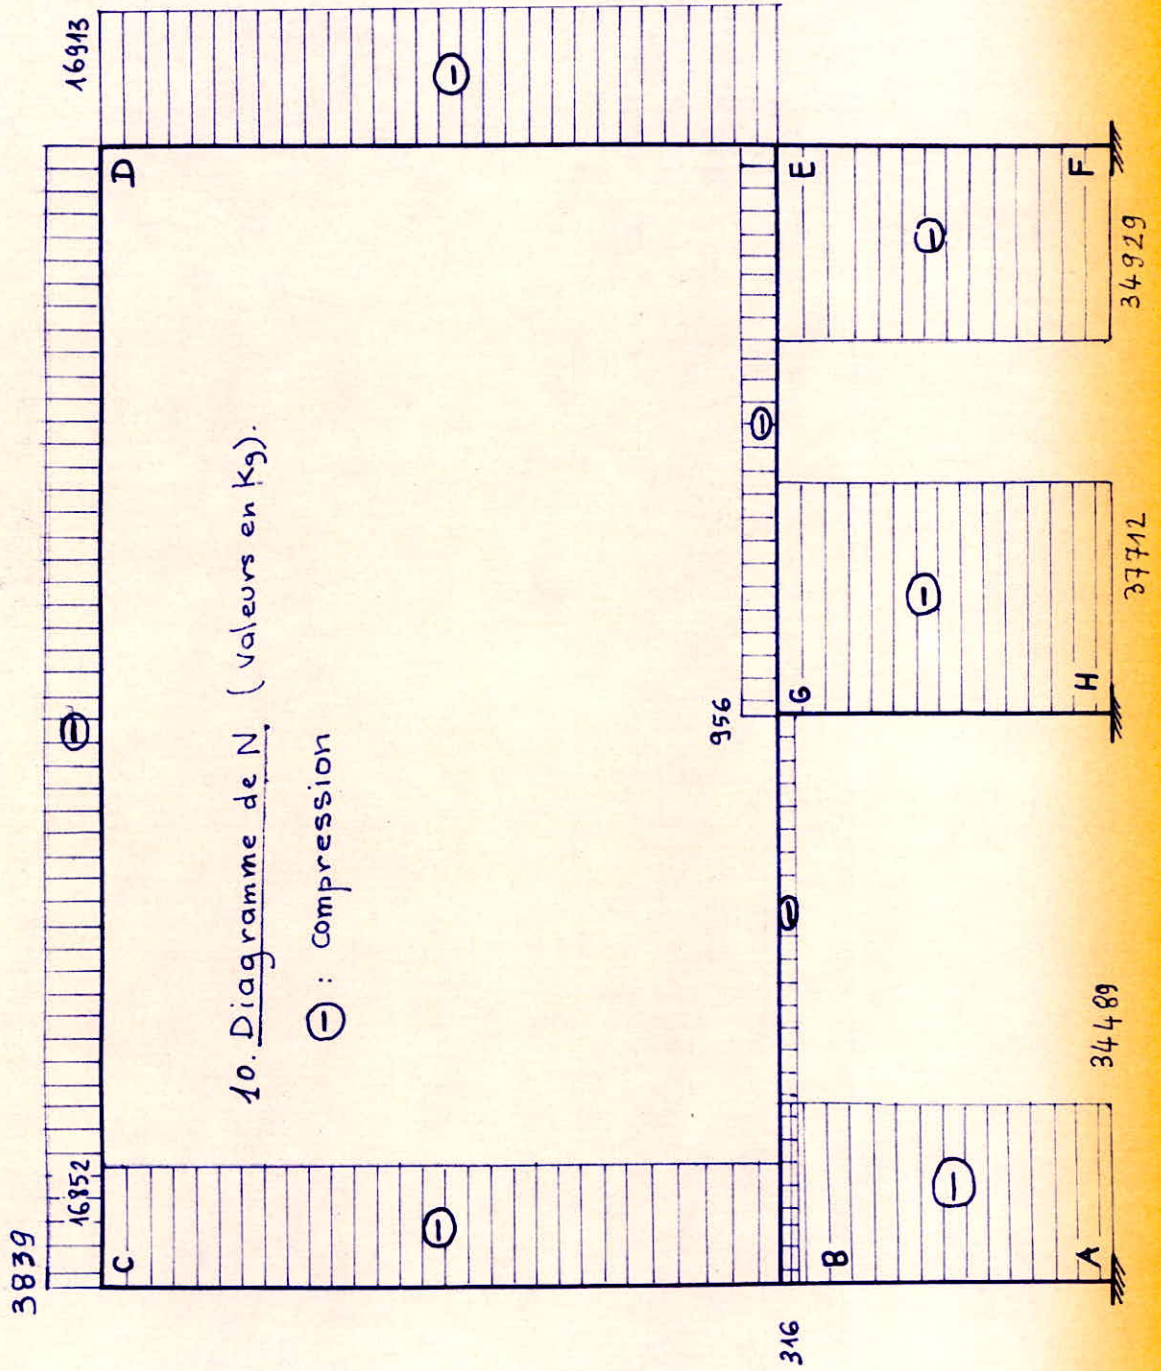 3839
16913
16852
C
D
10. Diagramme de N (valeurs en Kg).
⊖ : compression
956
316
B
G
E
A
H
F
34489
37712
34929